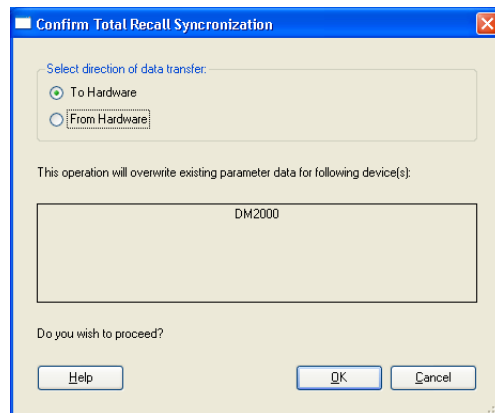 Confirm Total Recall Syncronization
Select direction of data transfer:
To Hardware
From Hardware
This operation will overwrite existing parameter data for following device(s):
DM2000
Do you wish to proceed?
Help
OK
Cancel